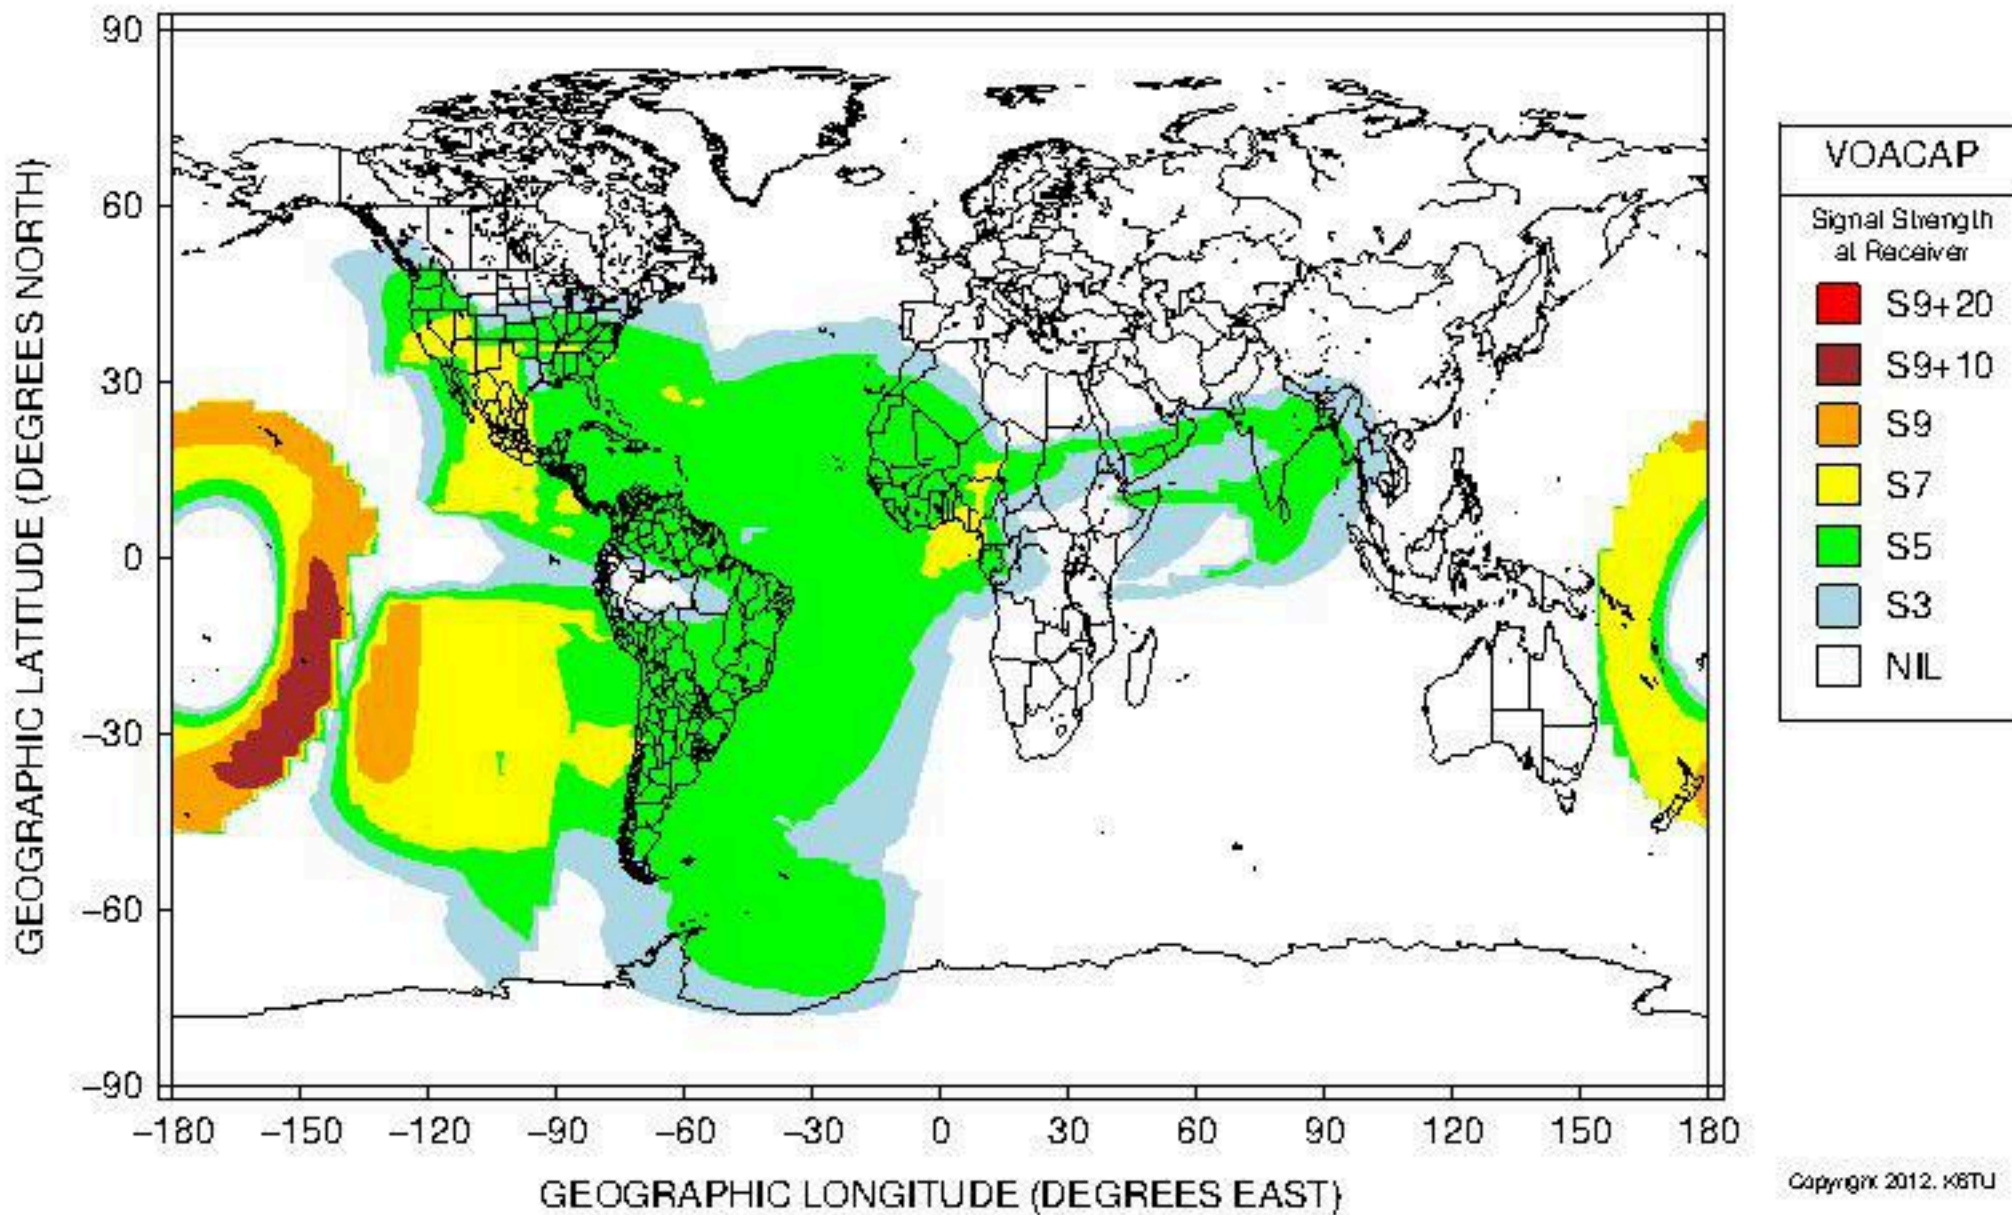 90
60
30
0
−30
−60
−90
GEOGRAPHIC LATITUDE (DEGREES NORTH)
−180 −150 −120 −90 −60 −30 0 30 60 90 120 150 180
GEOGRAPHIC LONGITUDE (DEGREES EAST)
VOACAP
Signal Strength
at Receiver
S9+20
S9+10
S9
S7
S5
S3
NIL
Copyright 2012, K6TU